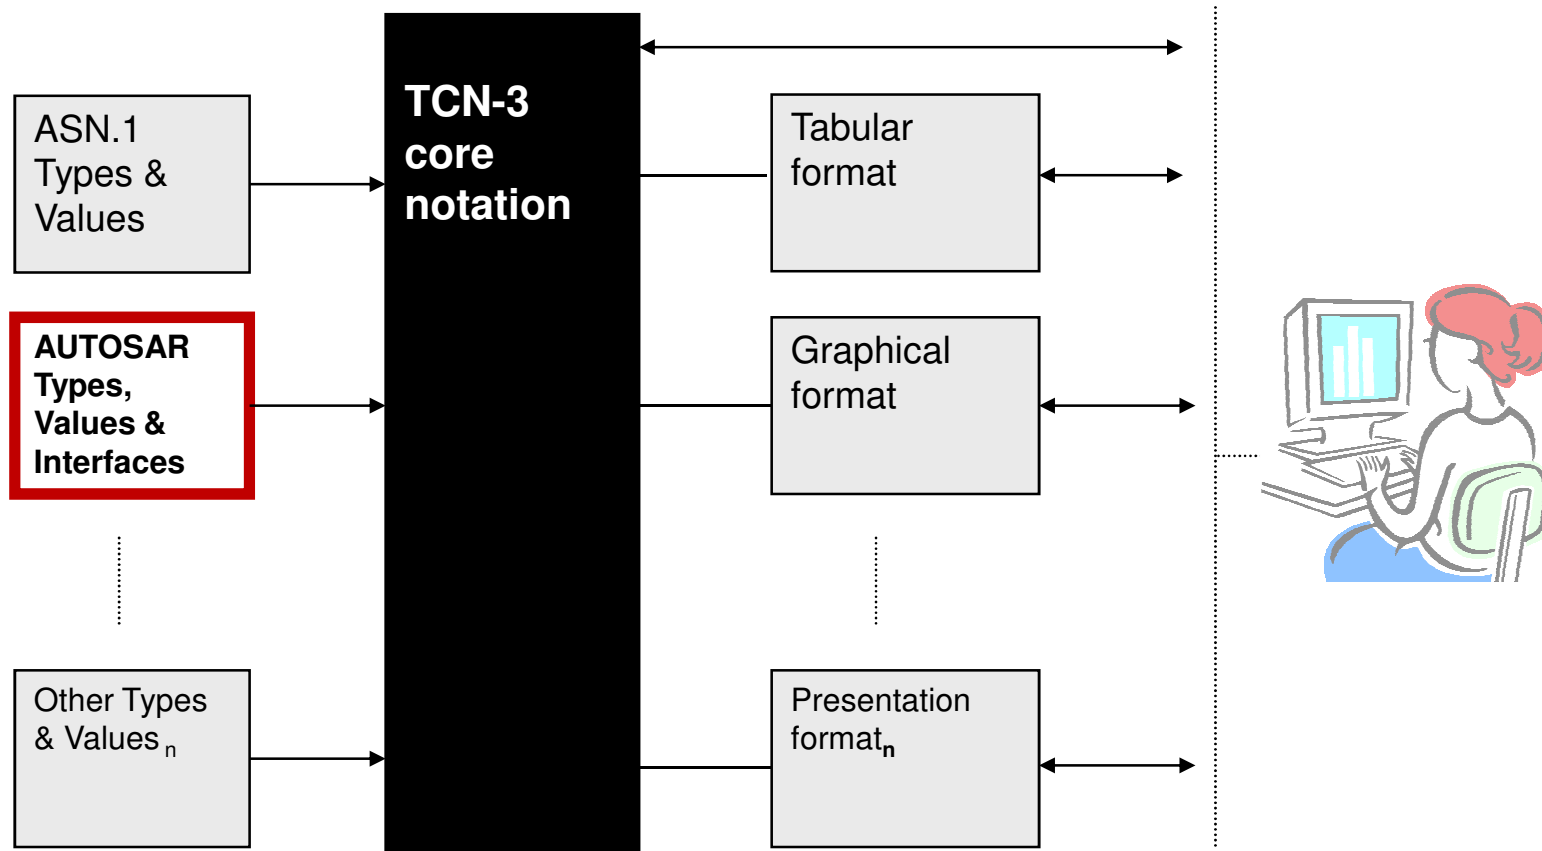 ASN.1
Types &
Values
AUTOSAR
Types,
Values &
Interfaces
Other Types
& Values n
TCN-3
core
notation
Tabular
format
Graphical
format
Presentation
formatn